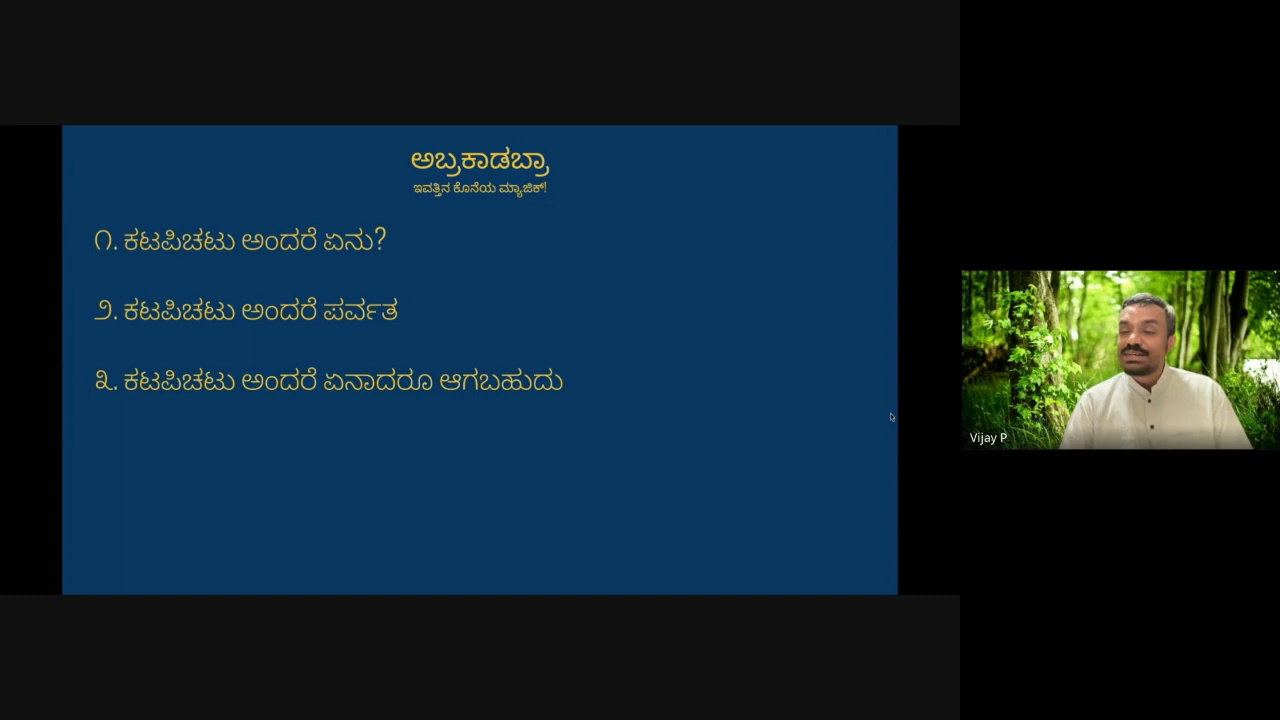 ಅಬ್ರಕಾಡಬ್ರಾ
ಇವತ್ತಿನ ಕೊನೆಯ ಮ್ಯಾಜಿಕ್!
೧. ಕಟಪಿಚಟು ಅಂದರೆ ಏನು?
೨. ಕಟಪಿಚಟು ಅಂದರೆ ಪರ್ವತ
೩. ಕಟಪಿಚಟು ಅಂದರೆ ಏನಾದರೂ ಆಗಬಹುದು
Vijay P